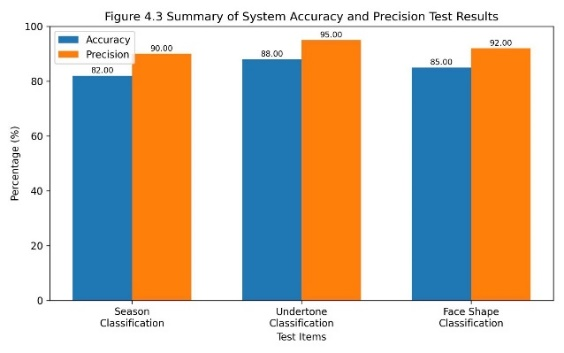 Figure 4.3 Summary of System Accuracy and Precision Test Results
Accuracy
Precision
82.00
90.00
88.00
95.00
85.00
92.00
100
80
60
40
20
0
Percentage (%)
Season
Classification
Undertone
Classification
Face Shape
Classification
Test Items